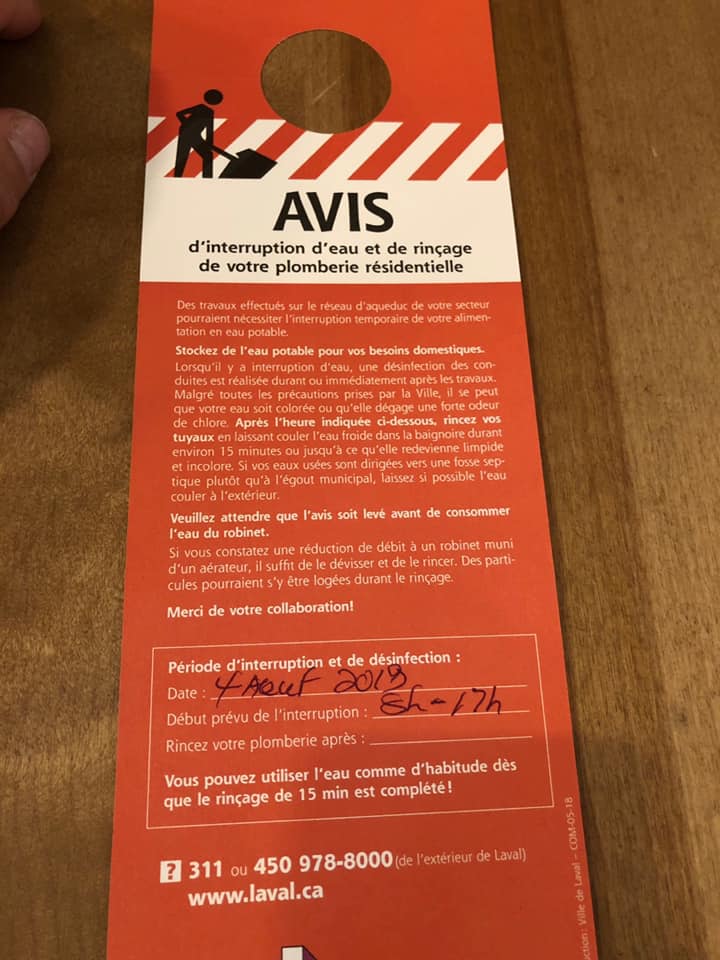 AVIS
d'interruption d'eau et de rinçage
de votre plomberie résidentielle
Des travaux effectués sur le réseau d'aqueduc de votre secteur
pourraient nécessiter l'interruption temporaire de votre alimen-
tation en eau potable.
Stockez de l'eau potable pour vos besoins domestiques.
Lorsqu'il y a interruption d'eau, une désinfection des con-
duites est réalisée durant ou immédiatement après les travaux.
Malgré toutes les précautions prises par la Ville, il se peut
que votre eau soit colorée ou qu'elle dégage une forte odeur
de chlore. Après l'heure indiquée ci-dessous, rincez vos
tuyaux en laissant couler l'eau froide dans la baignoire durant
environ 15 minutes ou jusqu'à ce qu'elle redevienne limpide
et incolore. Si vos eaux usées sont dirigées vers une fosse sep-
tique plutôt qu'à l'égout municipal, laissez si possible l'eau
couler à l'extérieur.
Veuillez attendre que l'avis soit levé avant de consommer
l'eau du robinet.
Si vous constatez une réduction de débit à un robinet muni
d'un aérateur, il suffit de le dévisser et de le rincer. Des parti-
cules pourraient s'y être logées durant le rinçage.
Merci de votre collaboration!
Période d'interruption et de désinfection :
Date : 4 Aout 2018
Début prévu de l'interruption : 8h - 17h
Rincez votre plomberie après :
Vous pouvez utiliser l'eau comme d'habitude dès
que le rinçage de 15 min est complété!
? 311 ou 450 978-8000 (de l'extérieur de Laval)
www.laval.ca
ction : Ville de Laval – COM-05-18